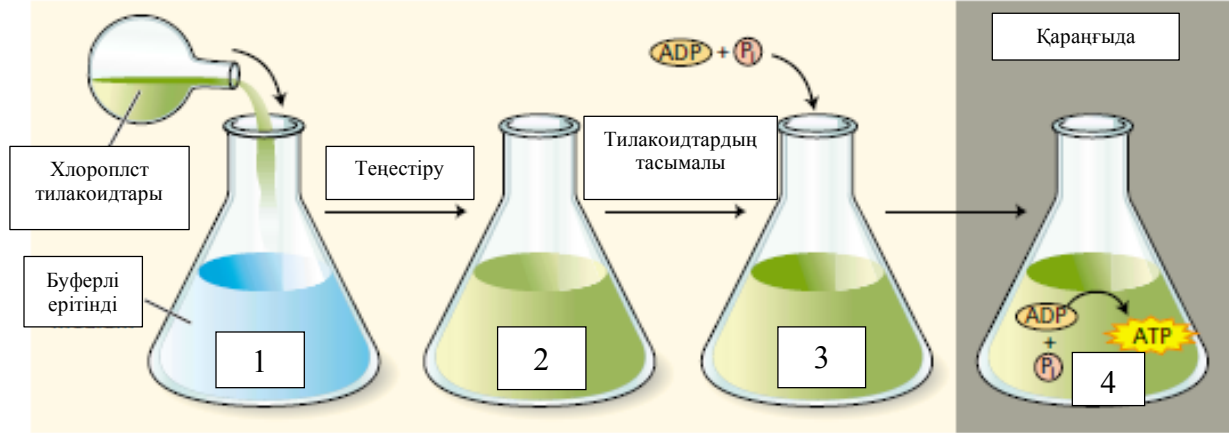 Қараңғыда
ADP + Pi
Хлороплст
тилакоидтары
Теңестіру
Тилакоидтардың
тасымалы
Буферлі
ерітінді
1
2
3
4
ADP
+
Pi
ATP